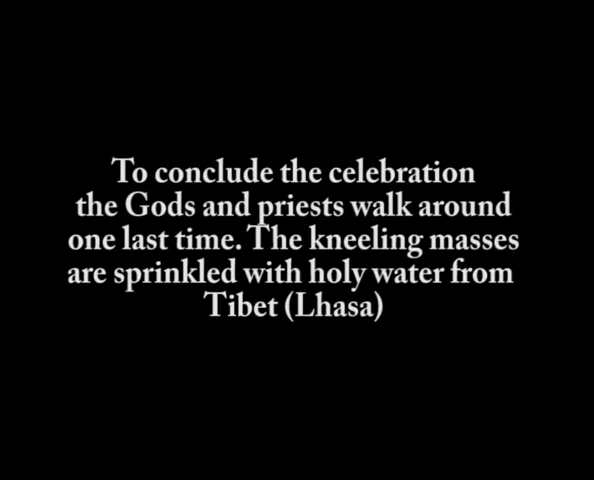 To conclude the celebration
the Gods and priests walk around
one last time. The kneeling masses
are sprinkled with holy water from
Tibet (Lhasa)